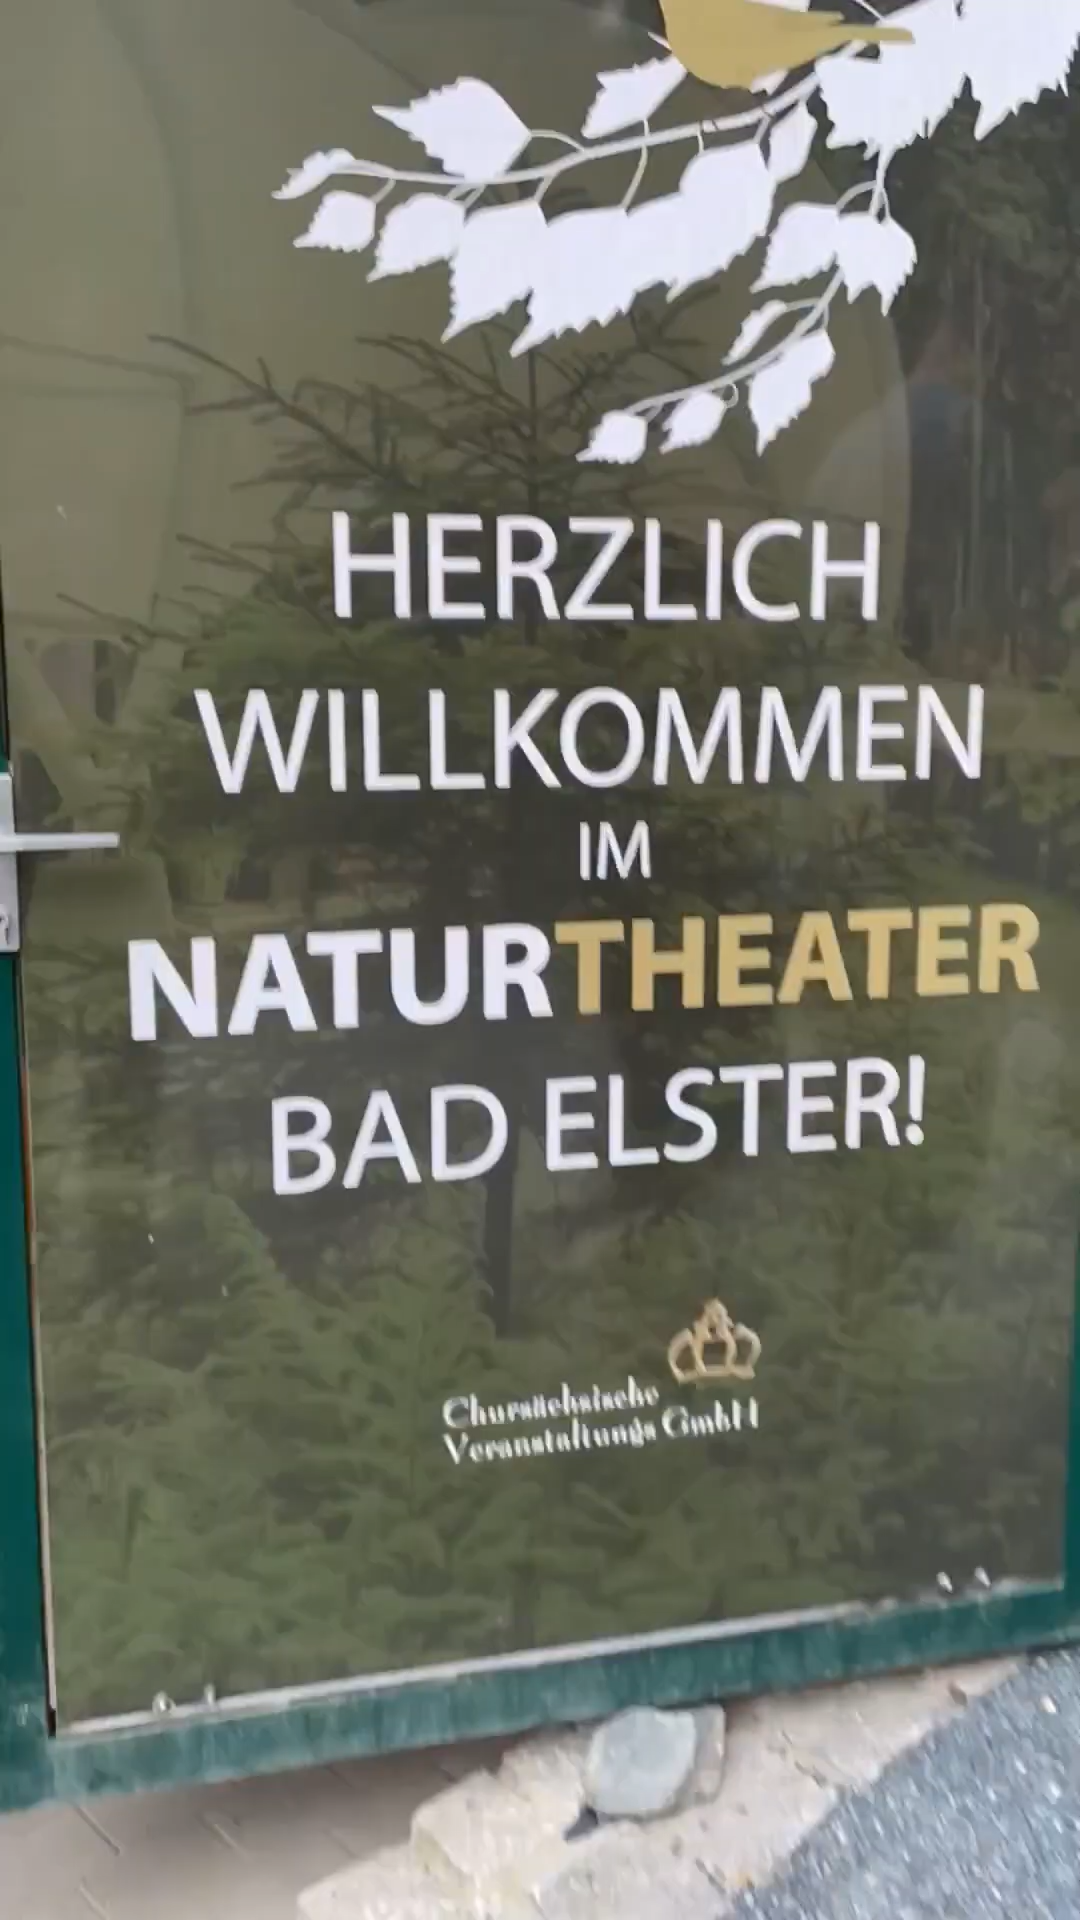 HERZLICH
WILLKOMMEN
IM
NATURTHEATER
BAD ELSTER!
Chursächsische
Veranstaltungs GmbH